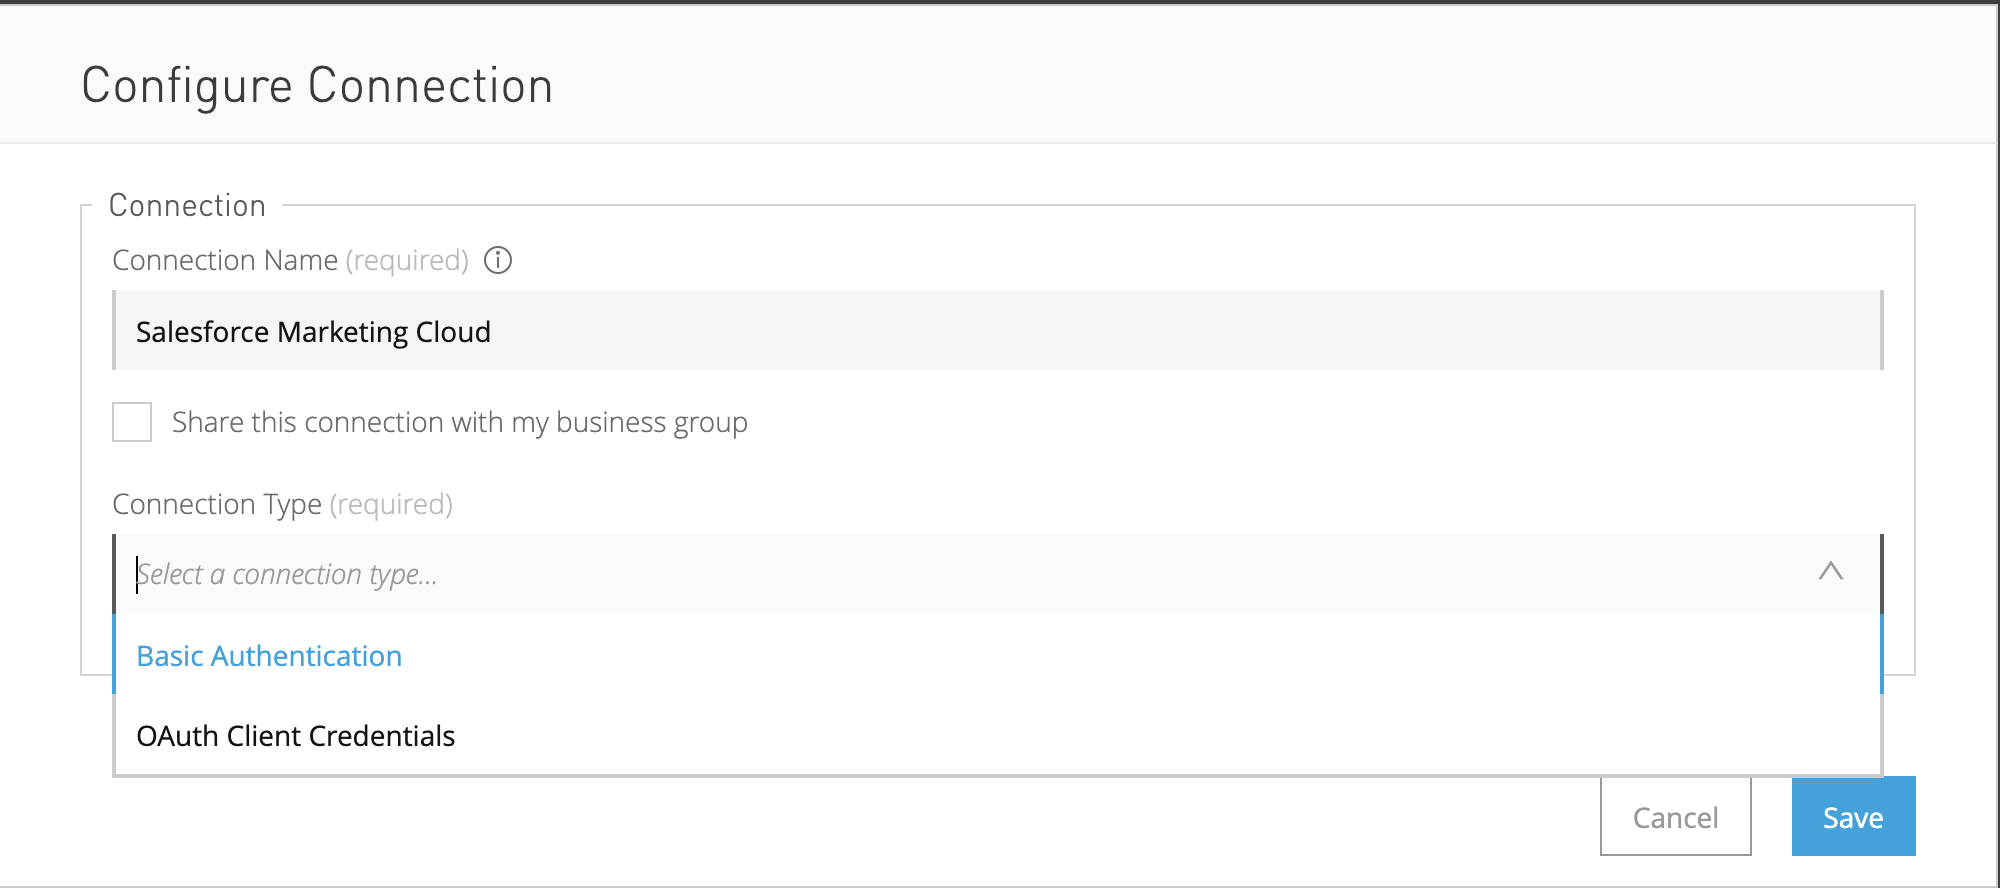 Configure Connection
Connection
Connection Name (required)
Salesforce Marketing Cloud
Share this connection with my business group
Connection Type (required)
Select a connection type...
Basic Authentication
OAuth Client Credentials
Cancel
Save